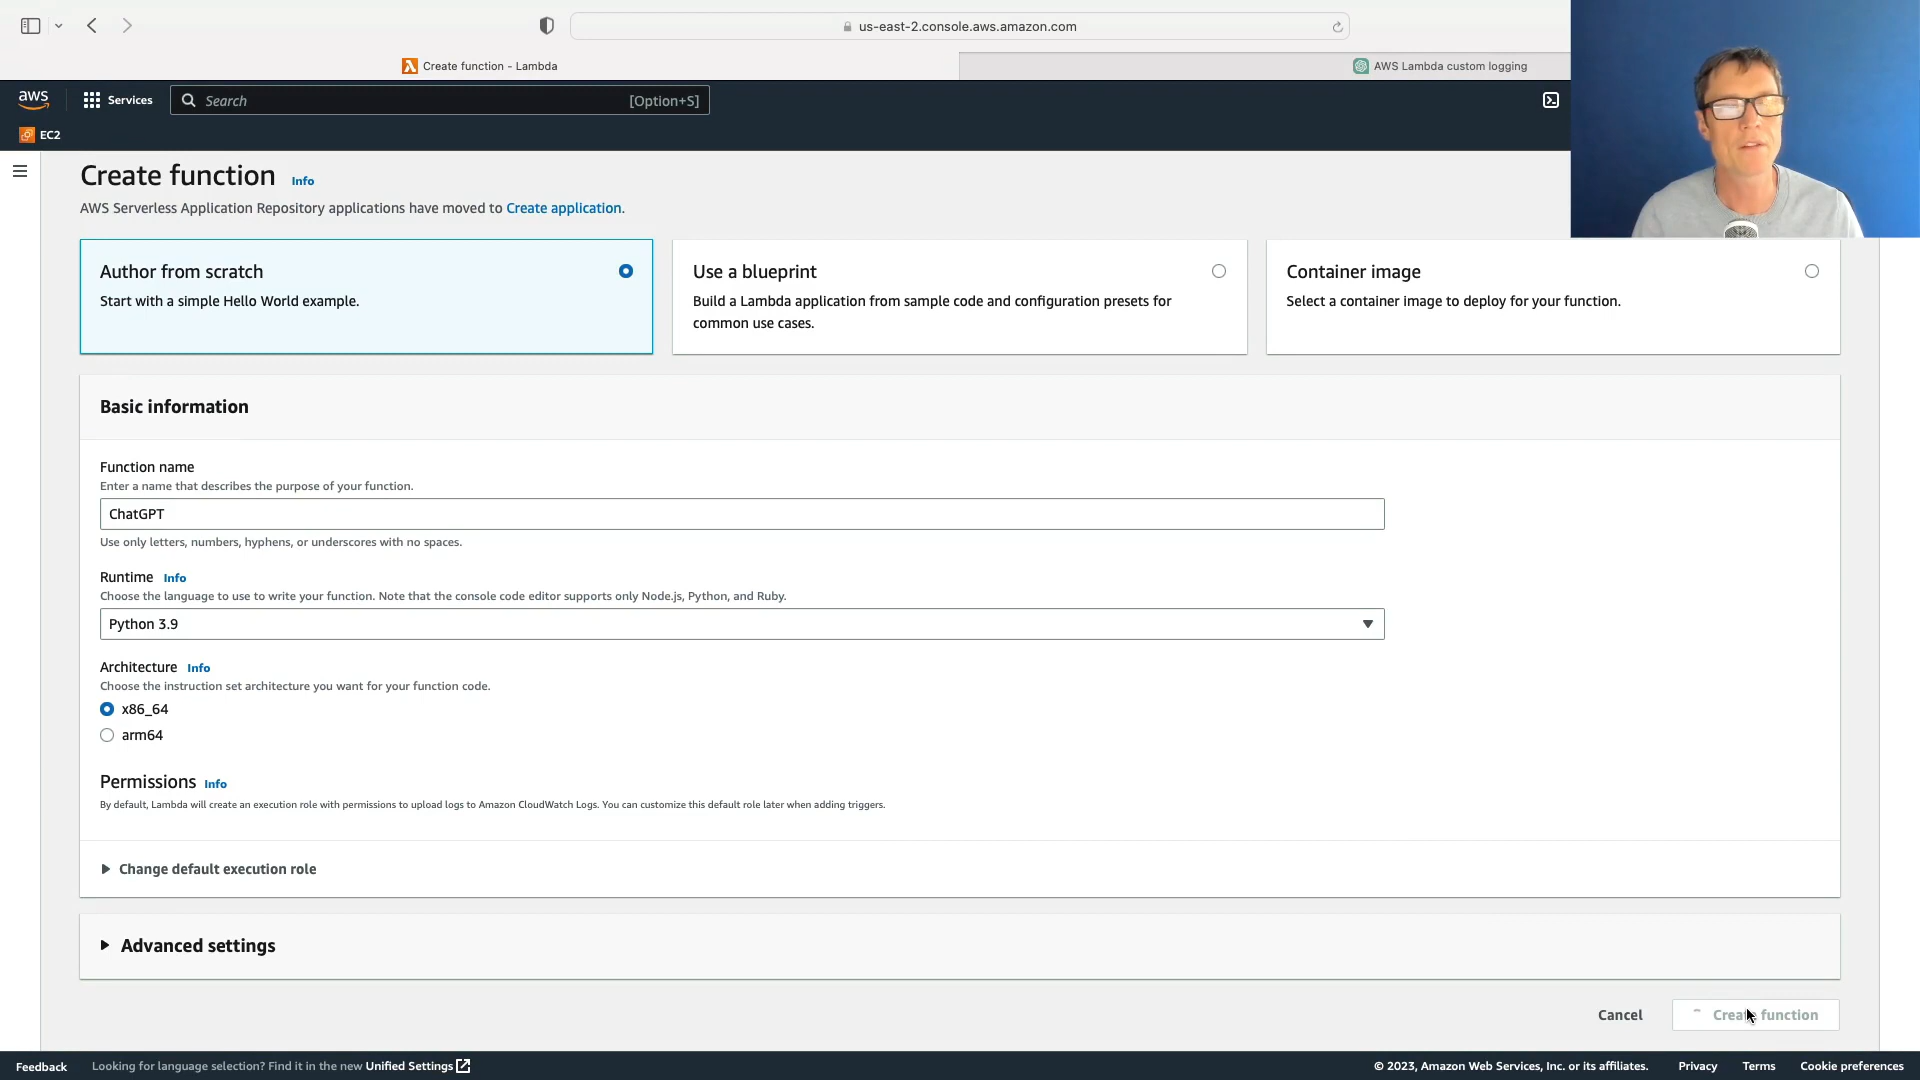 us-east-2.console.aws.amazon.com
Create function - Lambda
AWS Lambda custom logging
aws
Services
Search
[Option+S]
EC2
Create function Info
AWS Serverless Application Repository applications have moved to Create application.
Author from scratch
Start with a simple Hello World example.
Use a blueprint
Build a Lambda application from sample code and configuration presets for
common use cases.
Container image
Select a container image to deploy for your function.
Basic information
Function name
Enter a name that describes the purpose of your function.
ChatGPT
Use only letters, numbers, hyphens, or underscores with no spaces.
Runtime Info
Choose the language to use to write your function. Note that the console code editor supports only Node.js, Python, and Ruby.
Python 3.9
Architecture Info
Choose the instruction set architecture you want for your function code.
x86_64
arm64
Permissions Info
By default, Lambda will create an execution role with permissions to upload logs to Amazon CloudWatch Logs. You can customize this default role later when adding triggers.
Change default execution role
Advanced settings
Cancel
Create function
Feedback
Looking for language selection? Find it in the new Unified Settings
© 2023, Amazon Web Services, Inc. or its affiliates.
Privacy
Terms
Cookie preferences